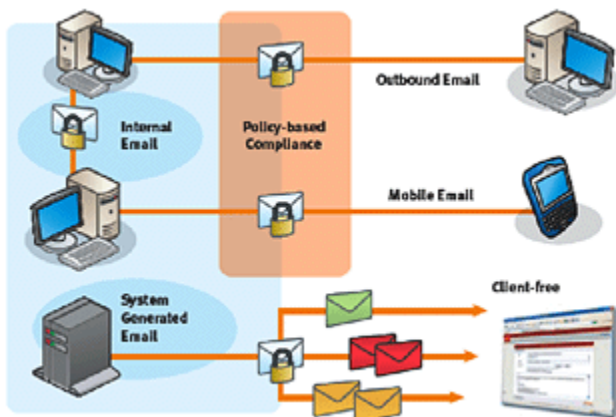 Outbound Email
Internal
Email
Policy-based
Compliance
Mobile Email
System
Generated
Email
Client-free